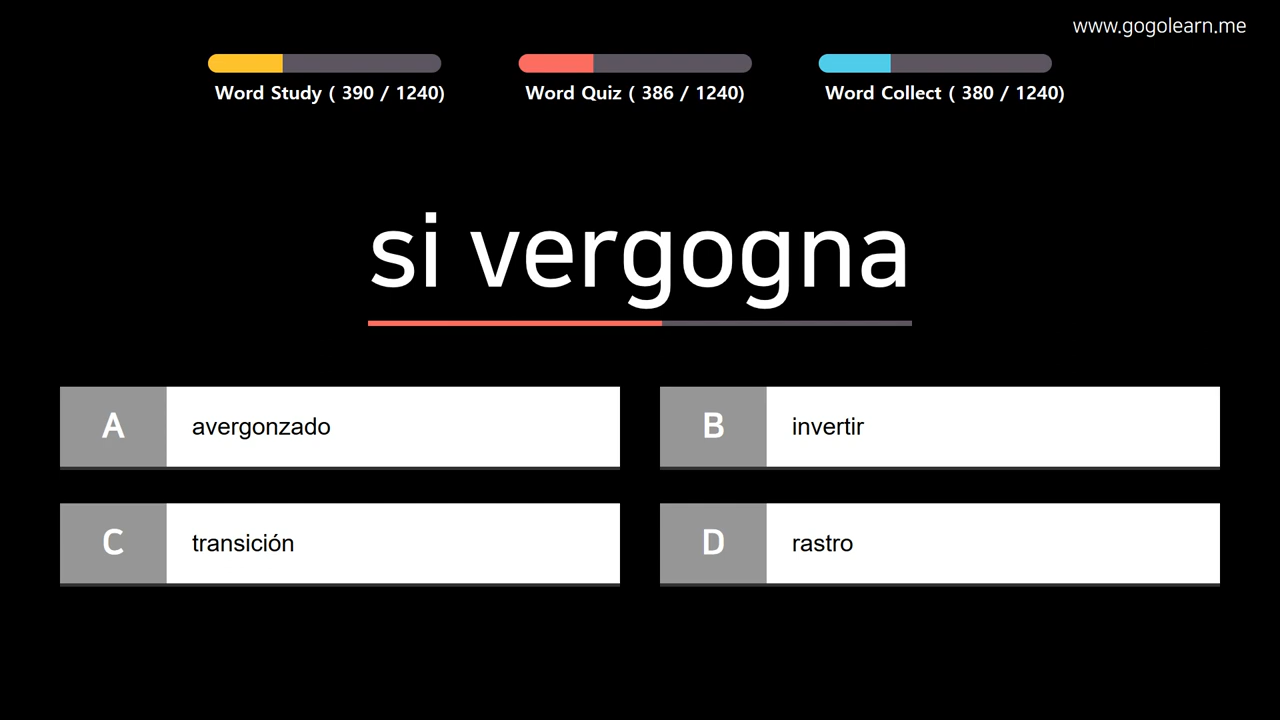 www.gogolearn.me
Word Study ( 390 / 1240)
Word Quiz ( 386 / 1240)
Word Collect ( 380 / 1240)
si vergogna
A avergonzado
B invertir
C transición
D rastro